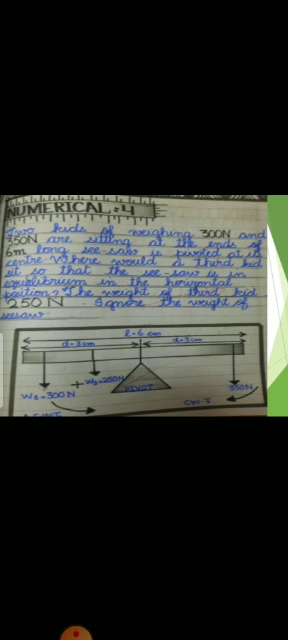 NUMERICAL:4
Two kids of weighing 300N and
350N are sitting at the ends of
6m long see-saw is pivoted at its
centre. Where would a third kid
sit so that the see-saw is in
equilibrium in the horizontal
position? The weight of third kid
250N. Ignore the weight of
seesaw.
l=6 cm
d=3cm d=3cm
W2=300N + W3=250N PIVOT 350N
CW-T